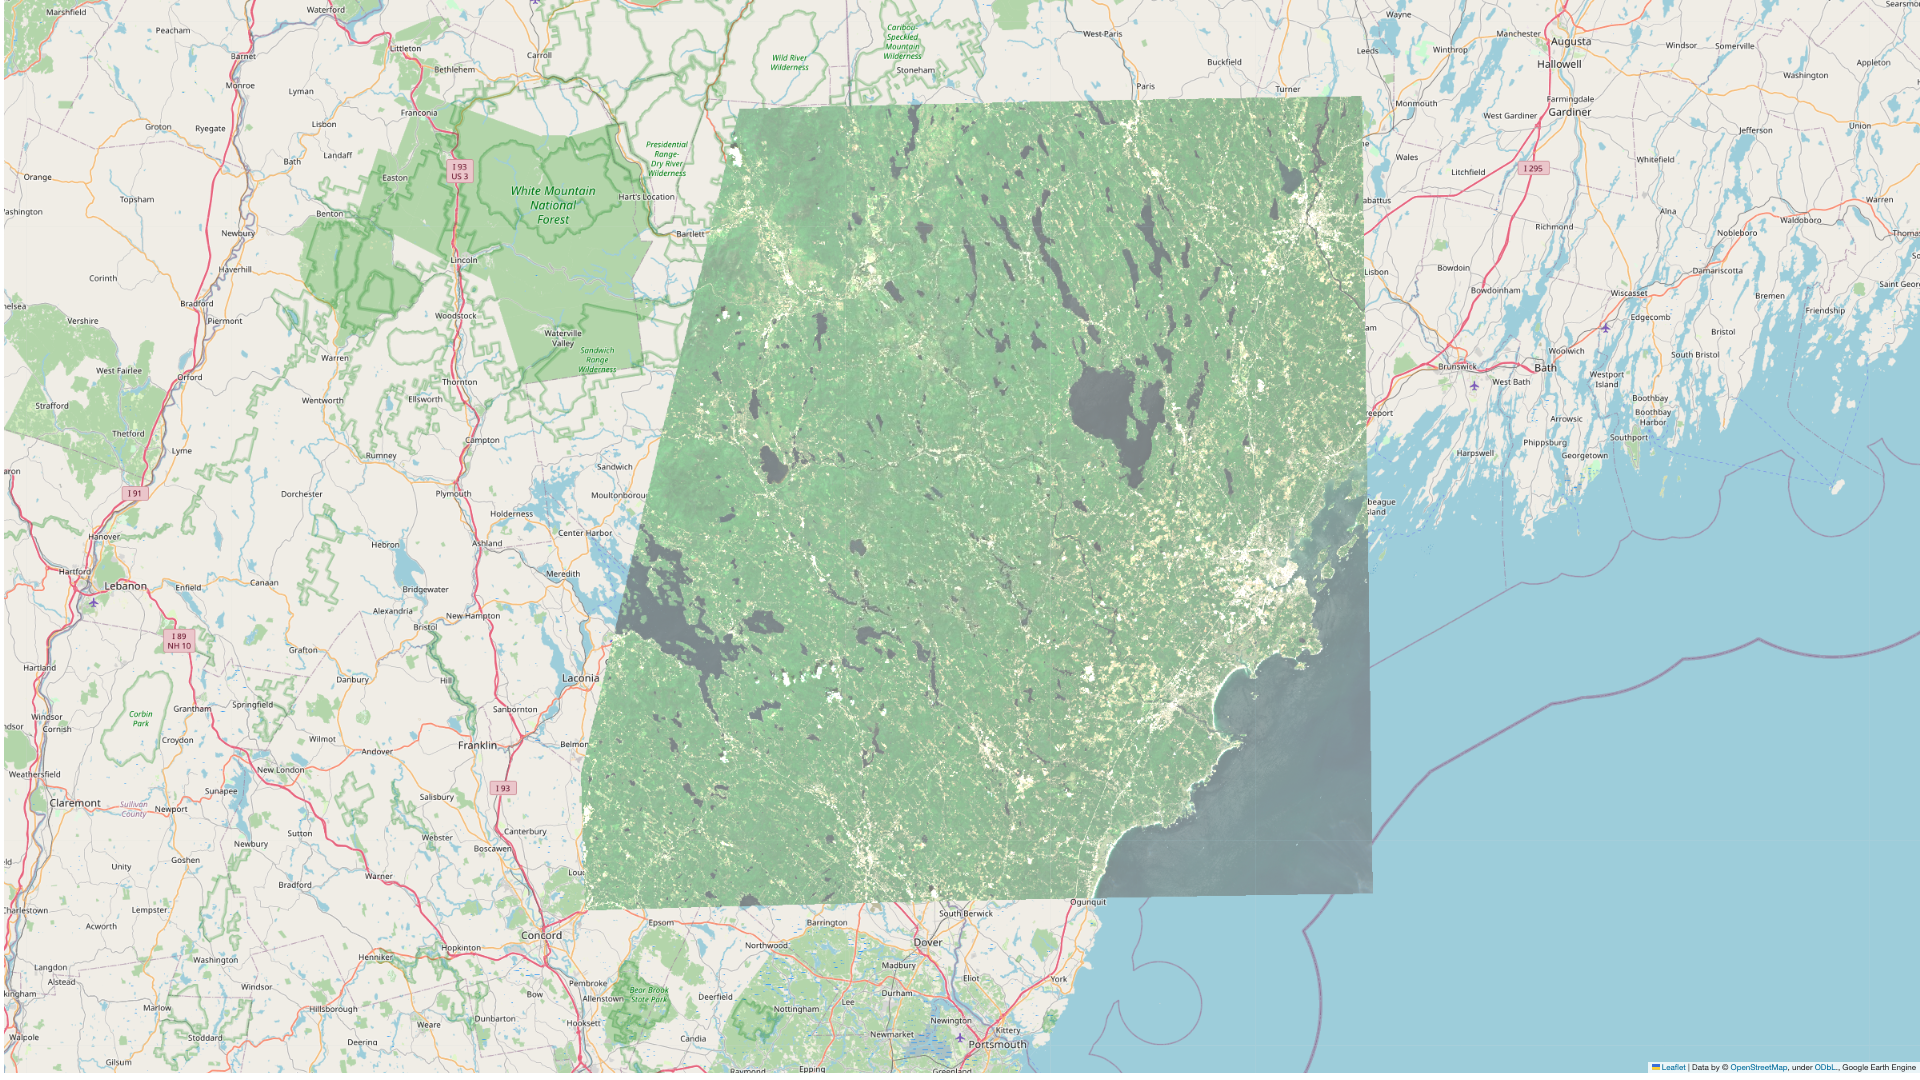 Marshfield
Waterford
Peacham
Barnet
Littleton
Carroll
Bethlehem
Wild River
Wilderness
Caribou-
Speckled
Mountain
Wilderness
Stoneham
West Paris
Buckfield
Paris
Turner
Wayne
Leeds
Winthrop
Manchester
Augusta
Hallowell
Windsor
Somerville
Searsmo
Appleton
Washington
Monroe
Lyman
Franconia
Monmouth
Farmingdale
West Gardiner
Gardiner
Jefferson
Union
Groton
Ryegate
Lisbon
Landaff
Bath
Easton
I 93
US 3
Presidential
Range-
Dry River
Wilderness
White Mountain
National
Forest
Hart's Location
Wales
Litchfield
I 295
Whitefield
Orange
Topsham
Benton
Newbury
Bartlett
abattus
Richmond
Alna
Warren
Waldoboro
Nobleboro
Thomas
Lincoln
Haverhill
Corinth
Lisbon
Bowdoin
Bowdoinham
Damariscotta
Wiscasset
Bremen
Saint Geor
Friendship
Bradford
Piermont
Woodstock
Vershire
Edgecomb
Bristol
Waterville
Valley
Sandwich
Range
Wilderness
Warren
West Fairlee
Orford
Thornton
Wentworth
Ellsworth
Strafford
Thetford
Campton
Lyme
Rumney
Woolwich
South Bristol
Brunswick
Bath
West Bath
Westport
Island
Boothbay
Boothbay
Harbor
Arrowsic
Southport
Phippsburg
Harpswell
Georgetown
eeport
Sandwich
I 91
Dorchester
Plymouth
Moultonborou
Holderness
Center Harbor
Hanover
Hebron
Ashland
Hartford
Lebanon
Enfield
Canaan
Bridgewater
Meredith
Alexandria
Bristol
New Hampton
I 89
NH 10
Grafton
Hartland
Danbury
Hill
Laconia
Sanbornton
Corbin
Park
Grantham
Springfield
Windsor
Cornish
Croydon
Wilmot
Andover
Franklin
Belmon
Weathersfield
New London
Sunapee
I 93
Salisbury
Claremont
Sullivan
County
Newport
Sutton
Webster
Canterbury
Newbury
Boscawen
Unity
Goshen
Bradford
Warner
Lou
Charlestown
Lempster
Acworth
Hopkinton
Concord
Epsom
Barrington
South Berwick
Ogunquit
Northwood
Dover
Washington
Henniker
Langdon
Alstead
Madbury
Eliot
York
Windsor
Pembroke
Bow
Allenstown
Bear Brook
State Park
Deerfield
Durham
Lee
Nottingham
Newington
Marlow
Hillsborough
Weare
Dunbarton
Hooksett
Candia
Newmarket
Kittery
Portsmouth
Walpole
Stoddard
Deering
Gilsum
Raymond
Epping
Greenland
Leaflet | Data by © OpenStreetMap, under ODbL., Google Earth Engine